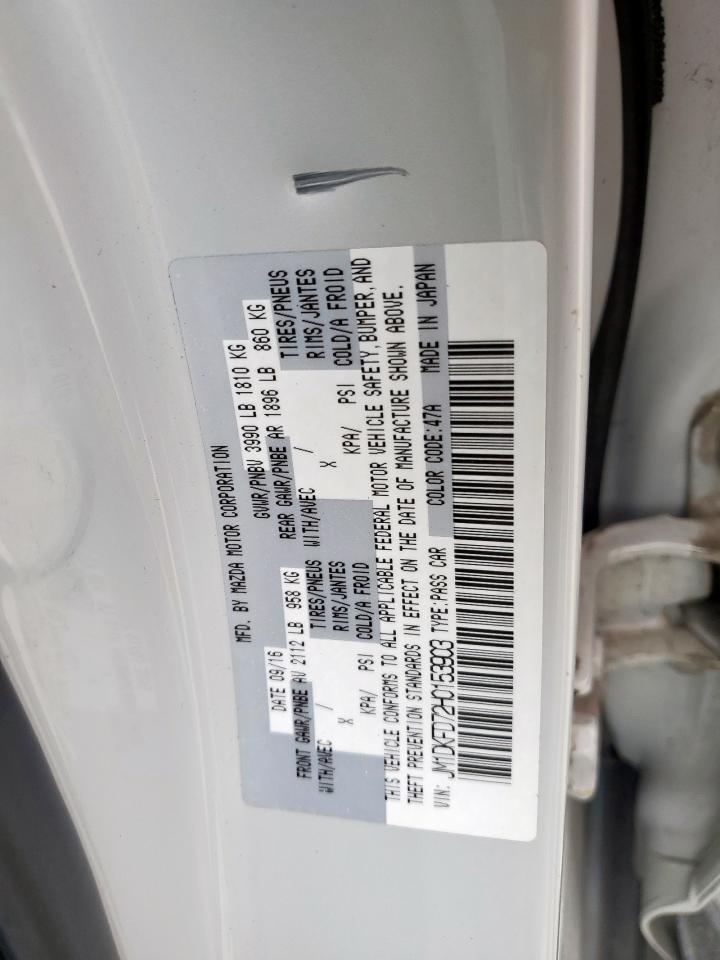 MFD. BY MAZDA MOTOR CORPORATION
DATE 09/16 GVWR/PNBV 3990 LB 1810 KG
FRONT GAWR/PNBE AV 2112 LB 958 KG REAR GAWR/PNBE AR 1896 LB 860 KG
WITH/AVEC / TIRES/PNEUS WITH/AVEC / TIRES/PNEUS
X RIMS/JANTES X RIMS/JANTES
KPA/ PSI COLD/A FROID KPA/ PSI COLD/A FROID
THIS VEHICLE CONFORMS TO ALL APPLICABLE FEDERAL MOTOR VEHICLE SAFETY, BUMPER, AND
THEFT PREVENTION STANDARDS IN EFFECT ON THE DATE OF MANUFACTURE SHOWN ABOVE.
VIN: JM1DKFD72H0153903 TYPE:PASS CAR COLOR CODE:47A MADE IN JAPAN